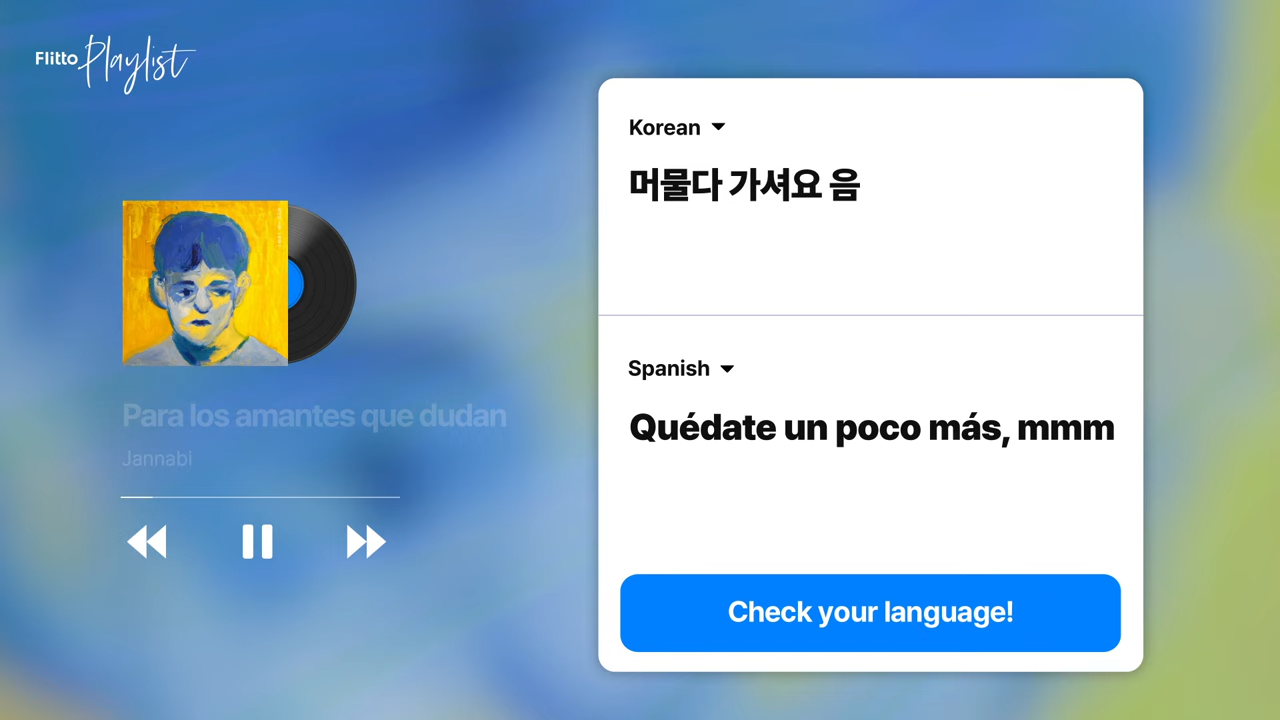 Flitto Playlist
Para los amantes que dudan
Jannabi
Korean
머물다 가셔요 음
Spanish
Quédate un poco más, mmm
Check your language!